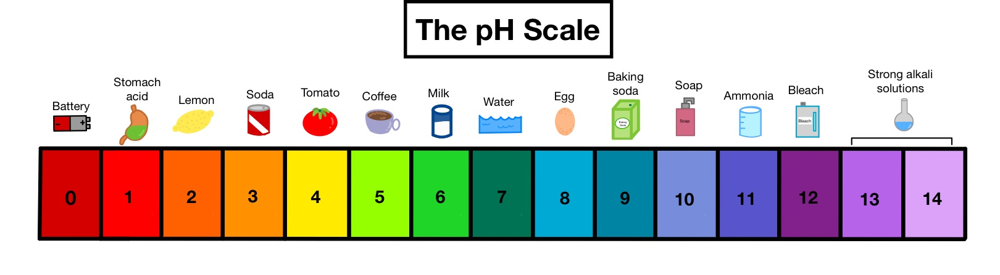 The pH Scale
Battery
Stomach
acid
Lemon
Soda
Tomato
Coffee
Milk
Water
Egg
Baking
soda
Soap
Ammonia
Bleach
Strong alkali
solutions
- +
Baking
Soda
Soap
Bleach
0 1 2 3 4 5 6 7 8 9 10 11 12 13 14